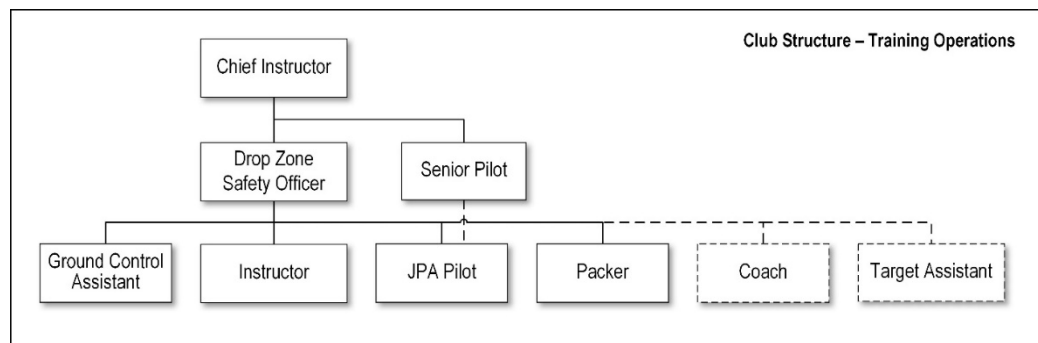 Club Structure – Training Operations
Chief Instructor
Drop Zone
Safety Officer
Senior Pilot
Ground Control
Assistant
Instructor
JPA Pilot
Packer
Coach
Target Assistant